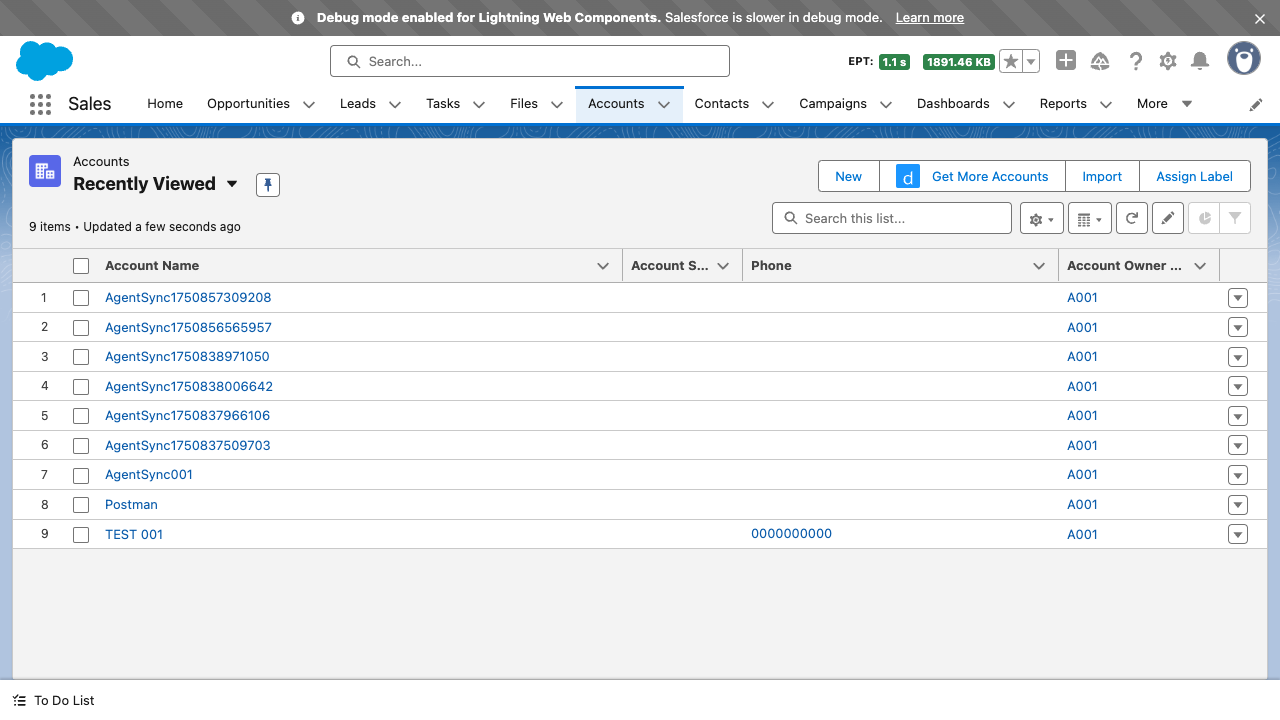 Debug mode enabled for Lightning Web Components. Salesforce is slower in debug mode. Learn more
Search...
EPT: 1.1 s 1891.46 KB
Sales Home Opportunities Leads Tasks Files Accounts Contacts Campaigns Dashboards Reports More
Accounts
Recently Viewed
New d Get More Accounts Import Assign Label
9 items • Updated a few seconds ago
Search this list...
Account Name Account S... Phone Account Owner ...
1 AgentSync1750857309208 A001
2 AgentSync1750856565957 A001
3 AgentSync1750838971050 A001
4 AgentSync1750838006642 A001
5 AgentSync1750837966106 A001
6 AgentSync1750837509703 A001
7 AgentSync001 A001
8 Postman A001
9 TEST 001 0000000000 A001
To Do List